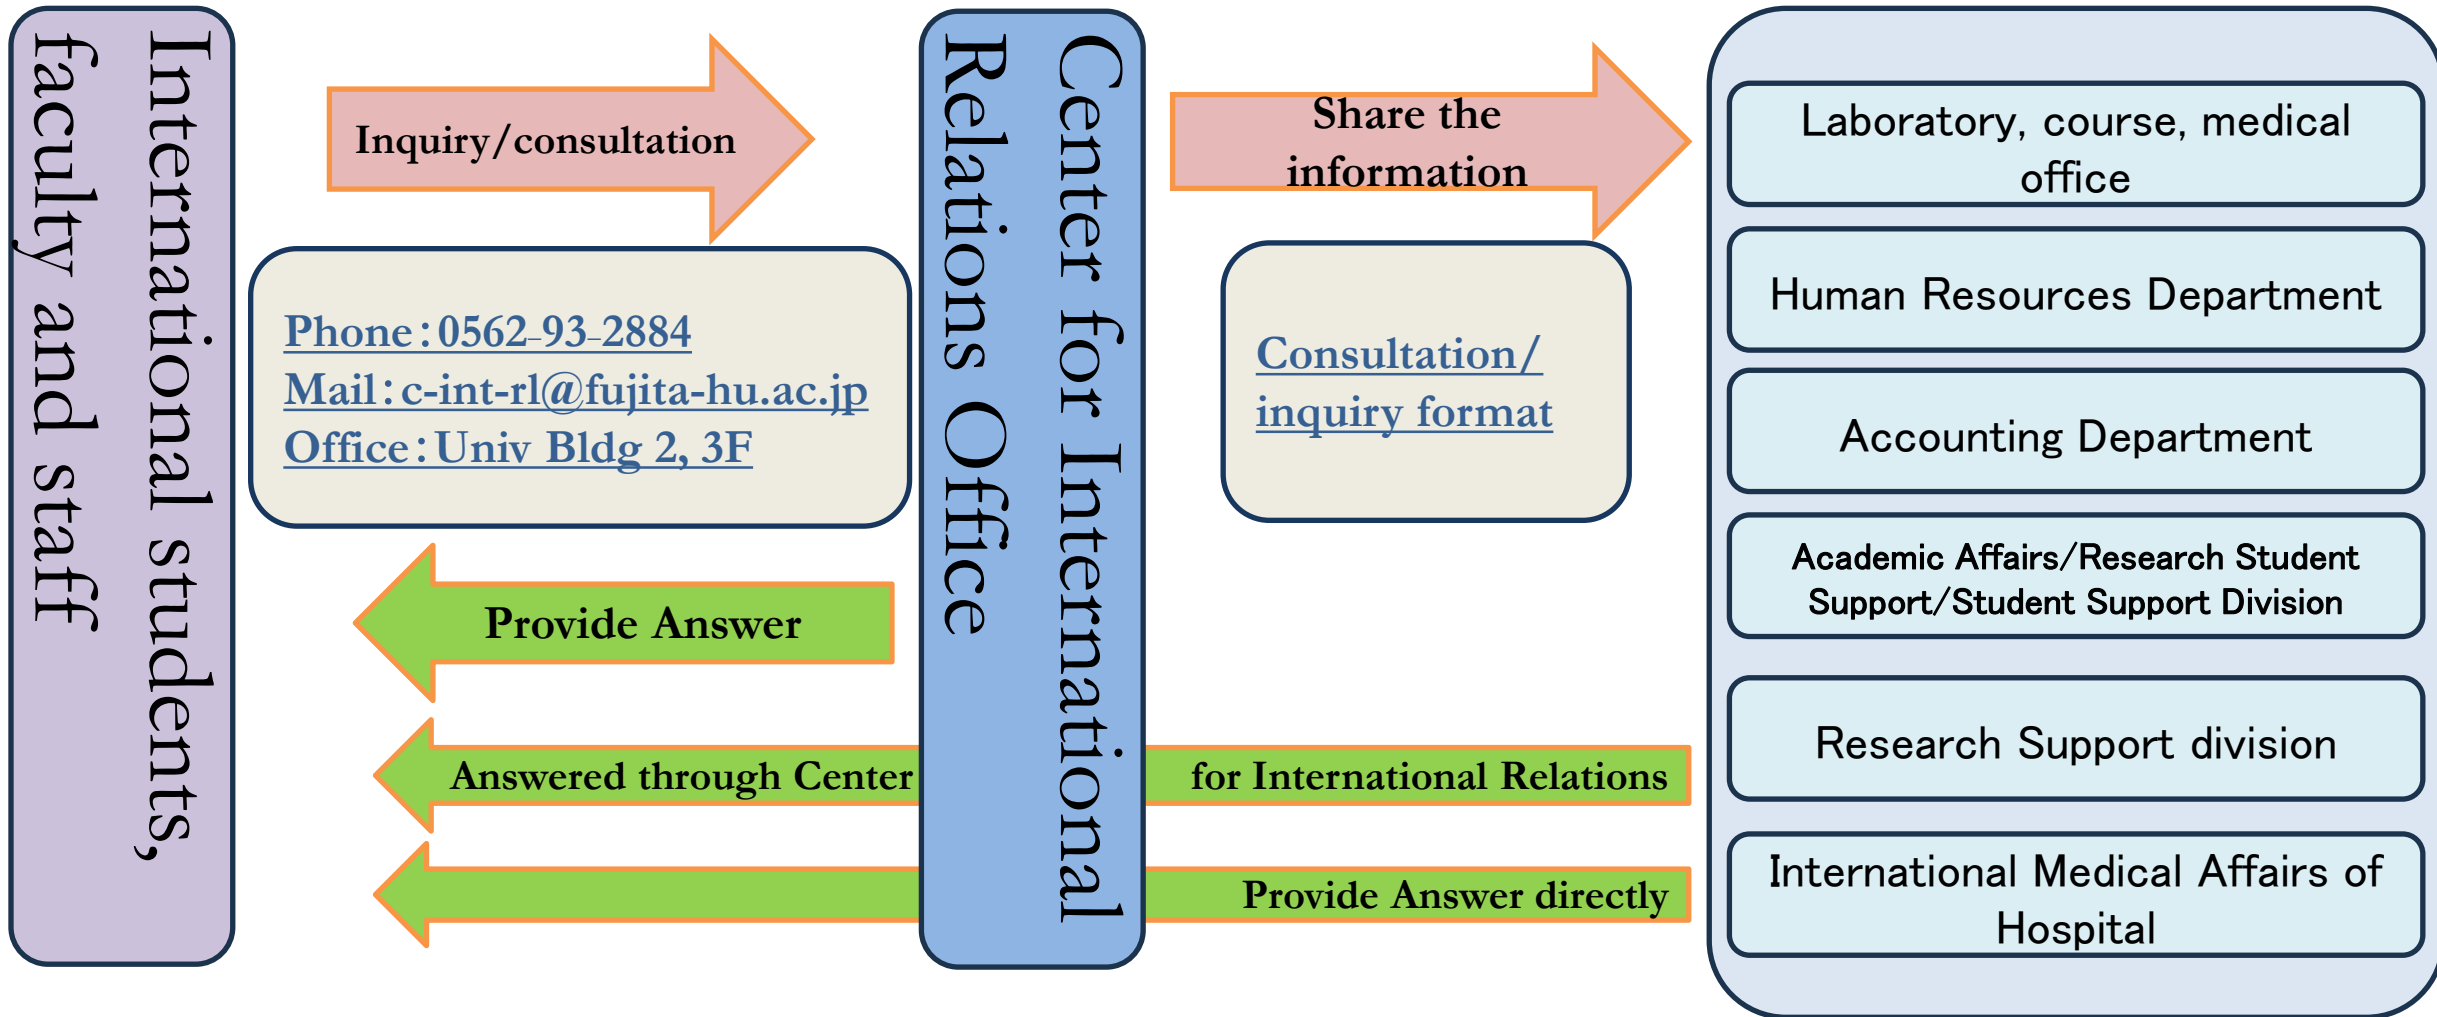 International students,
faculty and staff
Inquiry/consultation
Phone：0562-93-2884
Mail：c-int-rl@fujita-hu.ac.jp
Office：Univ Bldg 2, 3F
Provide Answer
Center for International
Relations Office
Share the
information
Consultation/
inquiry format
Answered through Center for International Relations
Provide Answer directly
Laboratory, course, medical
office
Human Resources Department
Accounting Department
Academic Affairs/Research Student
Support/Student Support Division
Research Support division
International Medical Affairs of
Hospital